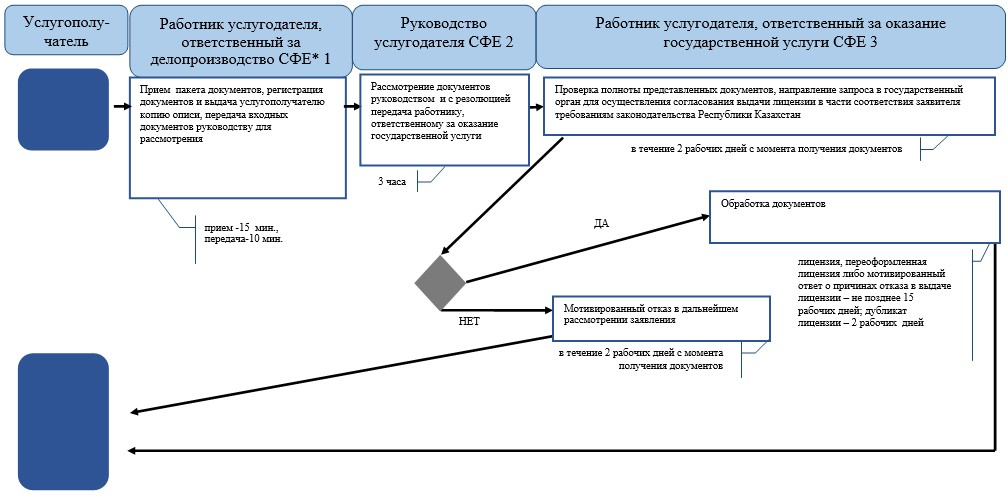 Услугополу-
чатель
Работник услугодателя,
ответственный за
делопроизводство СФЕ* 1
Руководство
услугодателя СФЕ 2
Работник услугодателя, ответственный за оказание
государственной услуги СФЕ 3
Прием пакета документов, регистрация
документов и выдача услугополучателю
копию описи, передача входных
документов руководству для
рассмотрения
Рассмотрение документов
руководством и с резолюцией
передача работнику,
ответственному за оказание
государственной услуги
Проверка полноты представленных документов, направление запроса в государственный
орган для осуществления согласования выдачи лицензии в части соответствия заявителя
требованиям законодательства Республики Казахстан
в течение 2 рабочих дней с момента получения документов
3 часа
прием -15 мин.,
передача-10 мин.
ДА
Обработка документов
лицензия, переоформленная
лицензия либо мотивированный
ответ о причинах отказа в выдаче
лицензии – не позднее 15
рабочих дней; дубликат
лицензии – 2 рабочих дней
НЕТ
Мотивированный отказ в дальнейшем
рассмотрении заявления
в течение 2 рабочих дней с момента
получения документов